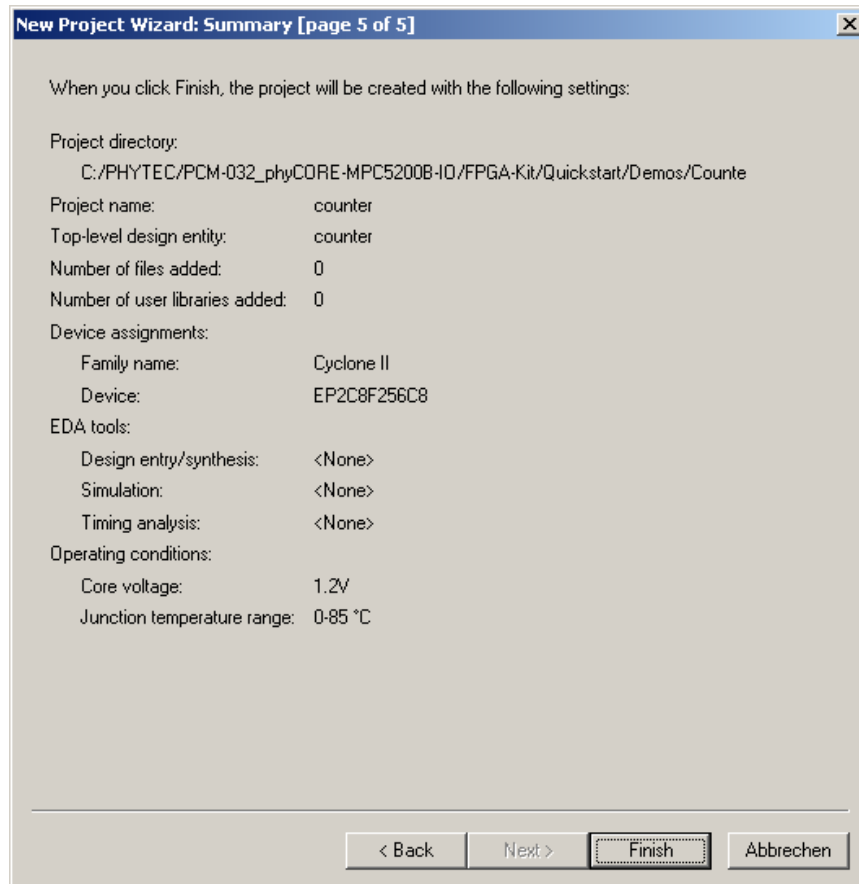 New Project Wizard: Summary [page 5 of 5]
When you click Finish, the project will be created with the following settings:
Project directory:
C:/PHYTEC/PCM-032_phyCORE-MPC5200B-IO/FPGA-Kit/Quickstart/Demos/Counte
Project name: counter
Top-level design entity: counter
Number of files added: 0
Number of user libraries added: 0
Device assignments:
Family name: Cyclone II
Device: EP2C8F256C8
EDA tools:
Design entry/synthesis: <None>
Simulation: <None>
Timing analysis: <None>
Operating conditions:
Core voltage: 1.2V
Junction temperature range: 0-85 °C
< Back Next > Finish Abbrechen